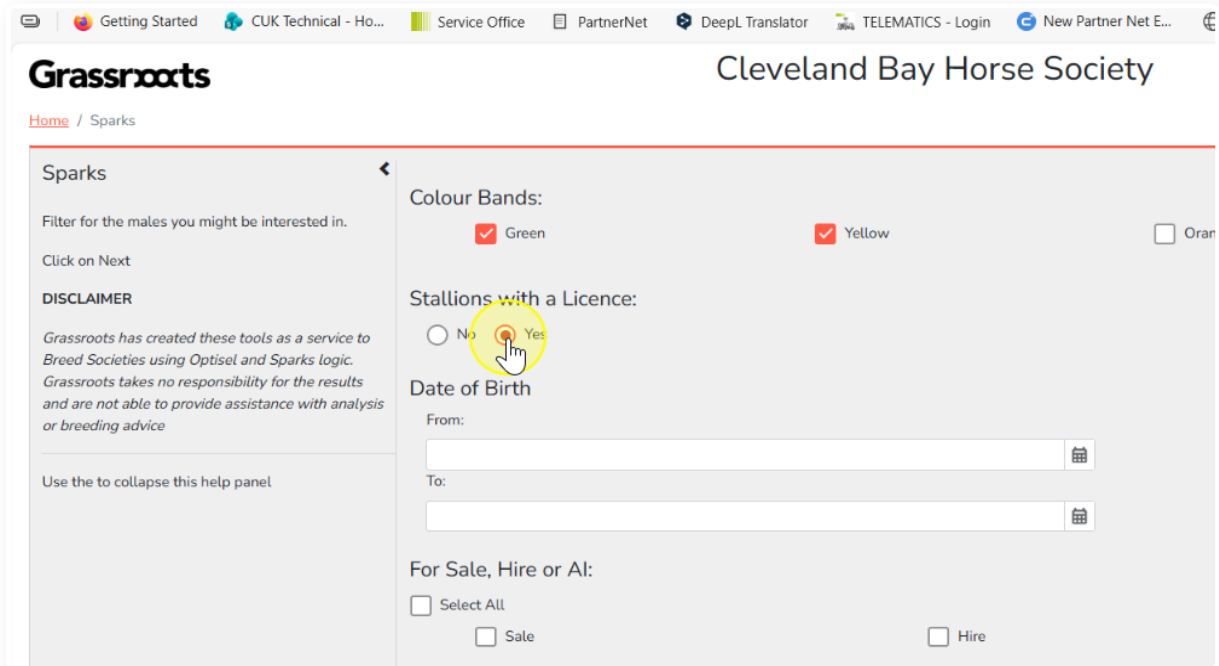 Getting Started CUK Technical - Ho... Service Office PartnerNet DeepL Translator TELEMATICS - Login New Partner Net E...
Grassroots
Cleveland Bay Horse Society
Home / Sparks
Sparks
Filter for the males you might be interested in.
Click on Next
DISCLAIMER
Grassroots has created these tools as a service to
Breed Societies using Optisel and Sparks logic.
Grassroots takes no responsibility for the results
and are not able to provide assistance with analysis
or breeding advice
Use the to collapse this help panel
Colour Bands:
Green Yellow Oran
Stallions with a Licence:
No Yes
Date of Birth
From:
To:
For Sale, Hire or AI:
Select All
Sale Hire